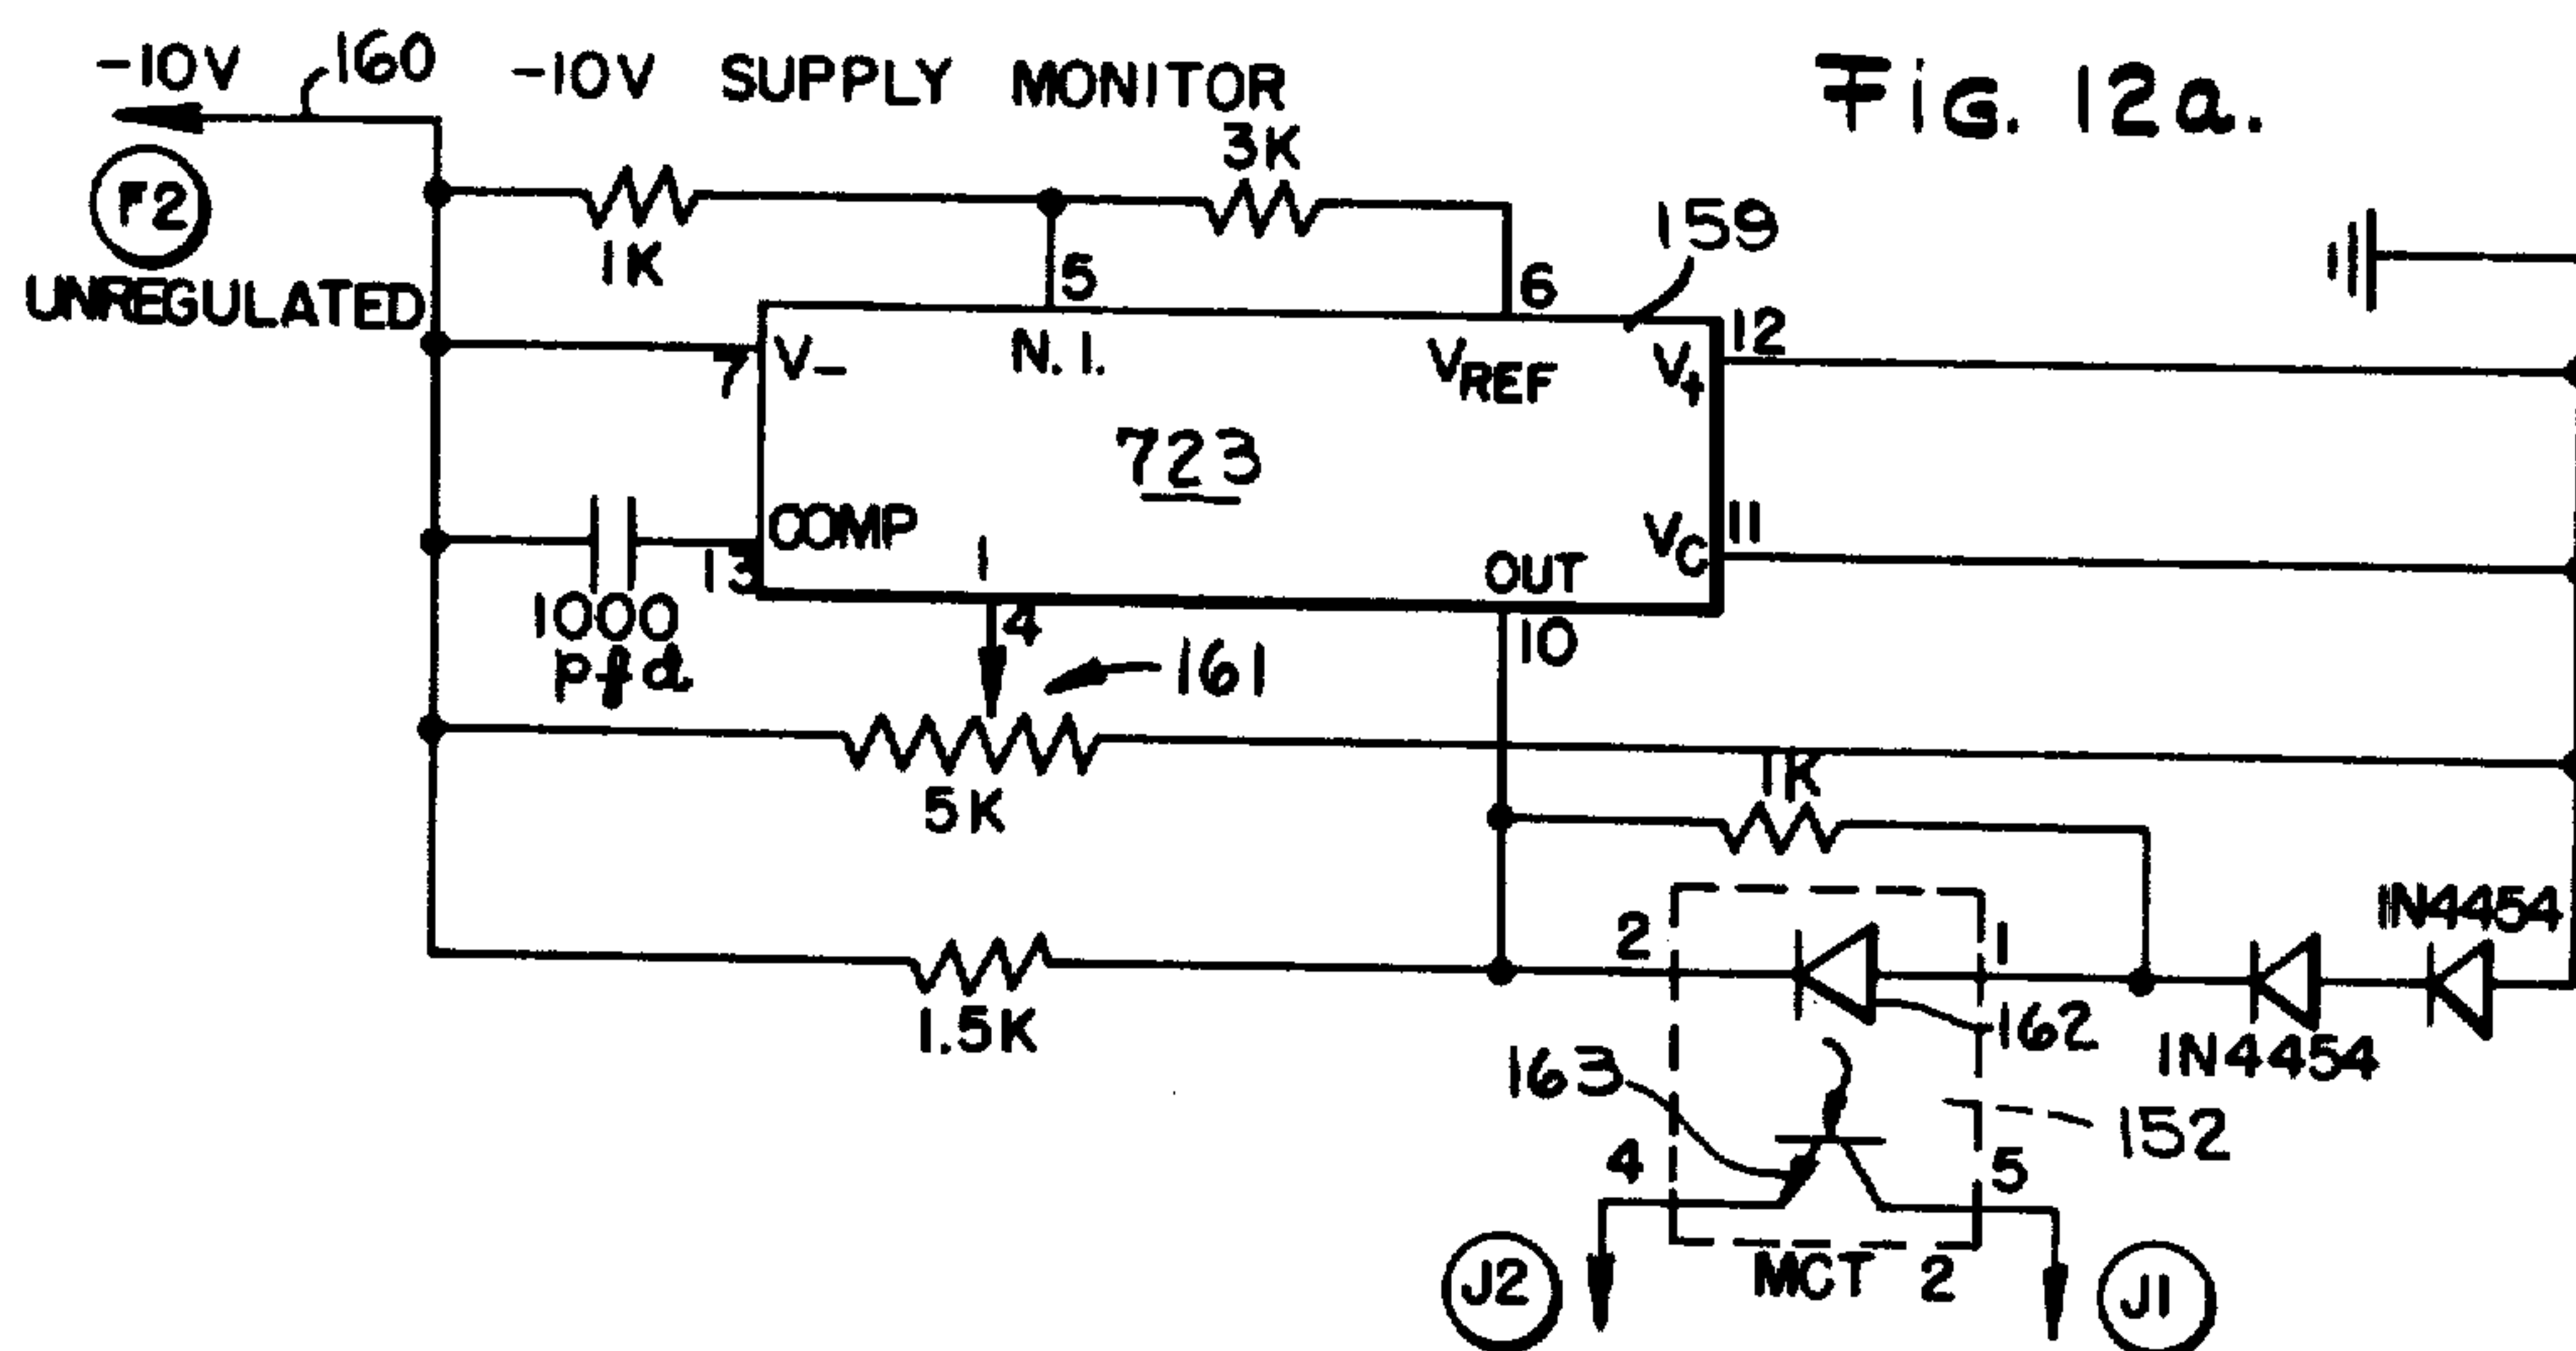 -10V
160
-10V SUPPLY MONITOR
Fig. 12a.
F2
UNREGULATED
1K
3K
5
6
159
12
7
V-
N.I.
VREF
V+
723
COMP
13
1
OUT
VC
11
1000
pfd
4
10
161
5K
1K
1.5K
2
1
1N4454
162
1N4454
163
152
4
5
MCT 2
J2
J1